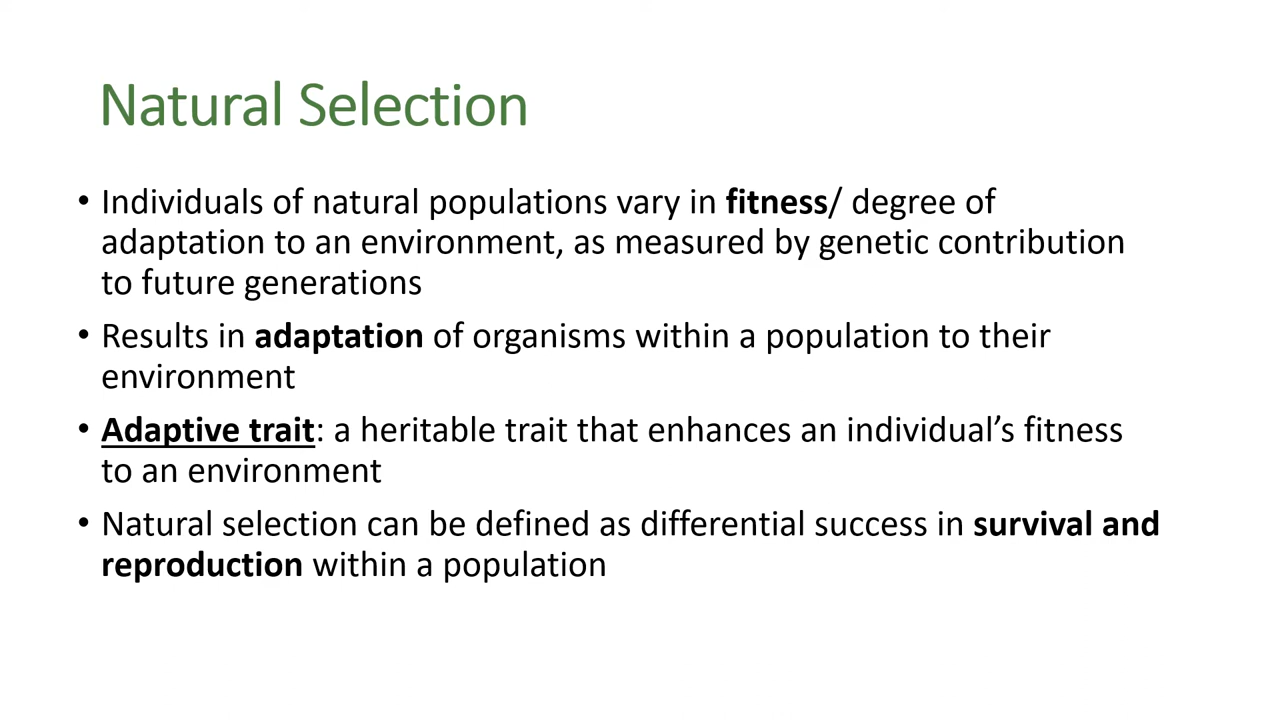 Natural Selection
• Individuals of natural populations vary in fitness/ degree of
adaptation to an environment, as measured by genetic contribution
to future generations
• Results in adaptation of organisms within a population to their
environment
• Adaptive trait: a heritable trait that enhances an individual’s fitness
to an environment
• Natural selection can be defined as differential success in survival and
reproduction within a population